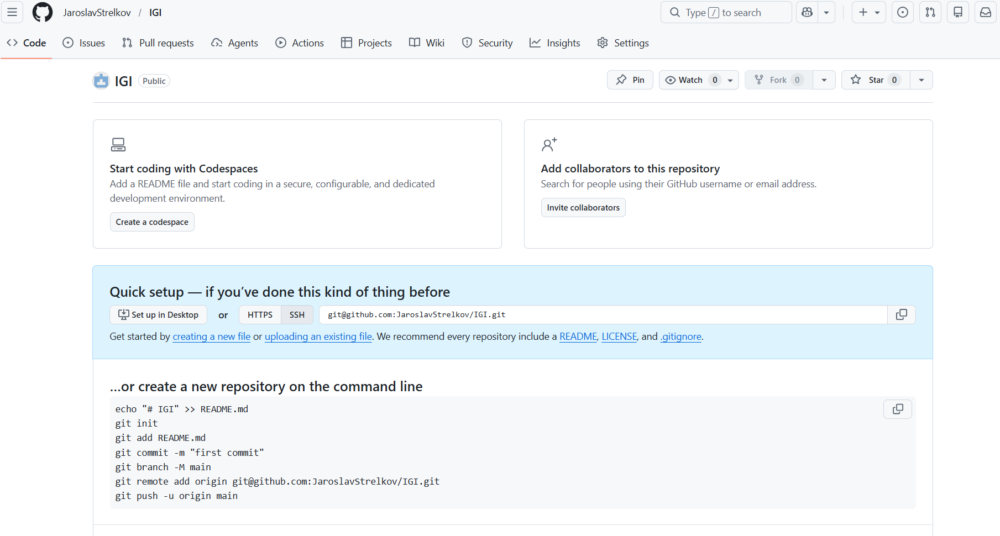 JaroslavStrelkov / IGI
Type / to search
Code Issues Pull requests Agents Actions Projects Wiki Security Insights Settings
IGI Public
Pin Watch 0 Fork 0 Star 0
Start coding with Codespaces
Add a README file and start coding in a secure, configurable, and dedicated
development environment.
Create a codespace
Add collaborators to this repository
Search for people using their GitHub username or email address.
Invite collaborators
Quick setup — if you’ve done this kind of thing before
Set up in Desktop or HTTPS SSH git@github.com:JaroslavStrelkov/IGI.git
Get started by creating a new file or uploading an existing file. We recommend every repository include a README, LICENSE, and .gitignore.
…or create a new repository on the command line
echo "# IGI" >> README.md
git init
git add README.md
git commit -m "first commit"
git branch -M main
git remote add origin git@github.com:JaroslavStrelkov/IGI.git
git push -u origin main